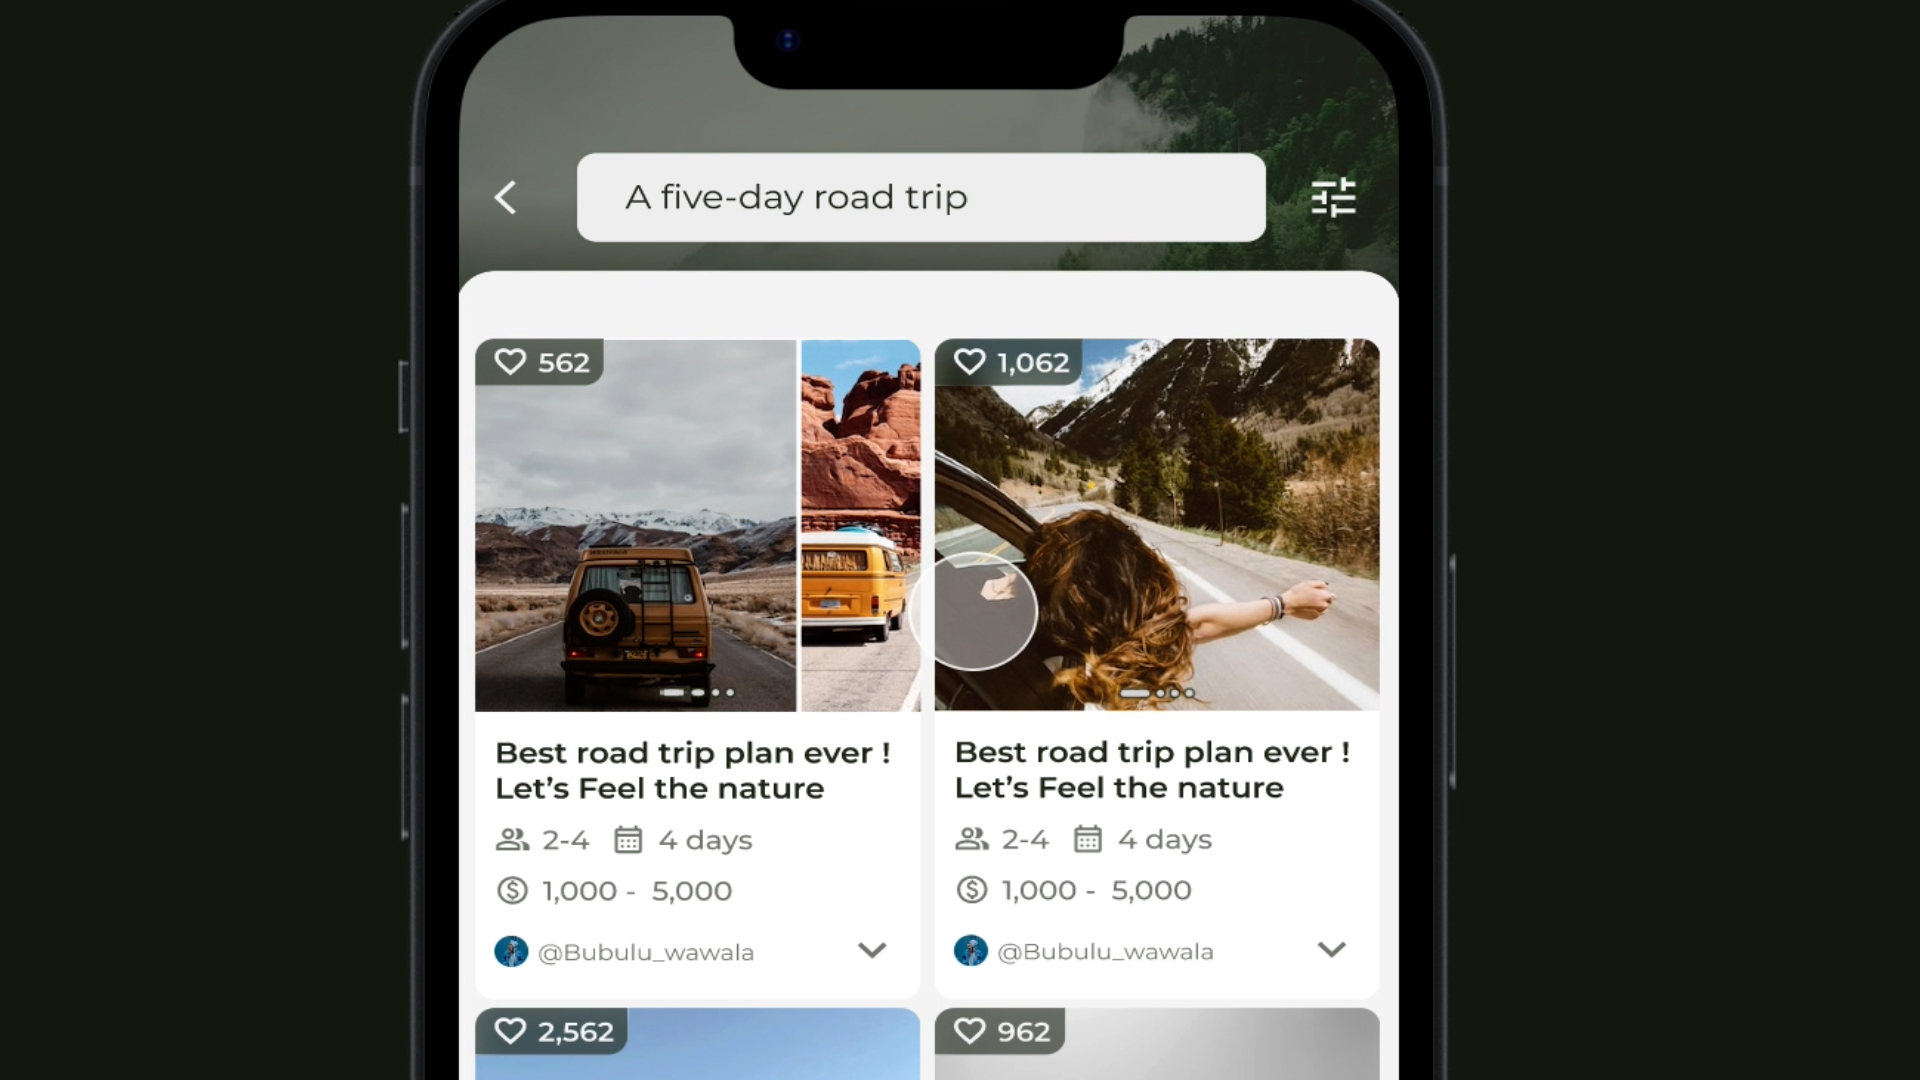 A five-day road trip
562
1,062
Best road trip plan ever !
Let’s Feel the nature
2-4 4 days
1,000 - 5,000
@Bubulu_wawala
Best road trip plan ever !
Let’s Feel the nature
2-4 4 days
1,000 - 5,000
@Bubulu_wawala
2,562
962